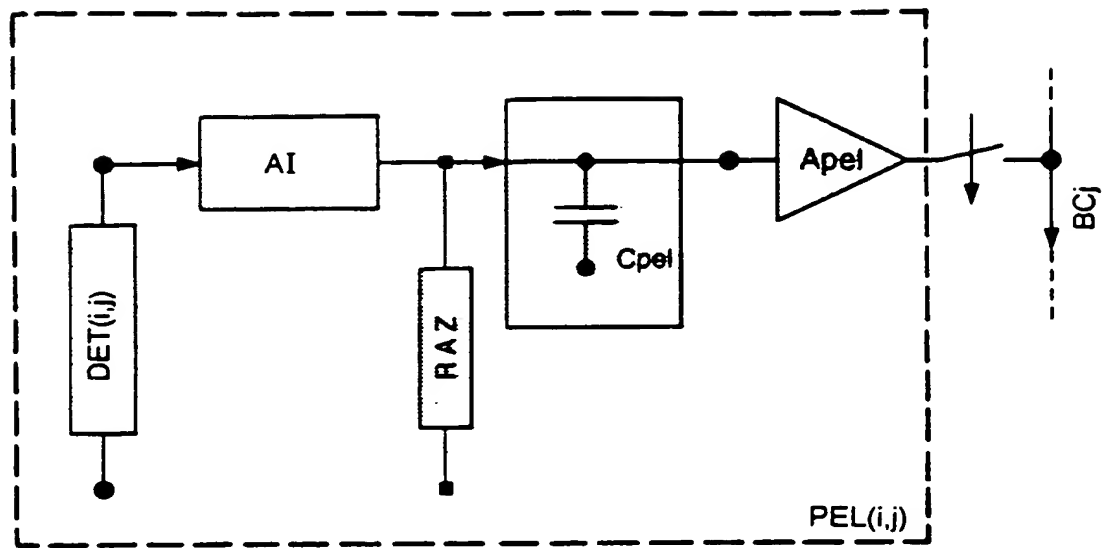 AI
Apel
BCj
Cpel
DET(i,j)
RAZ
PEL(i,j)